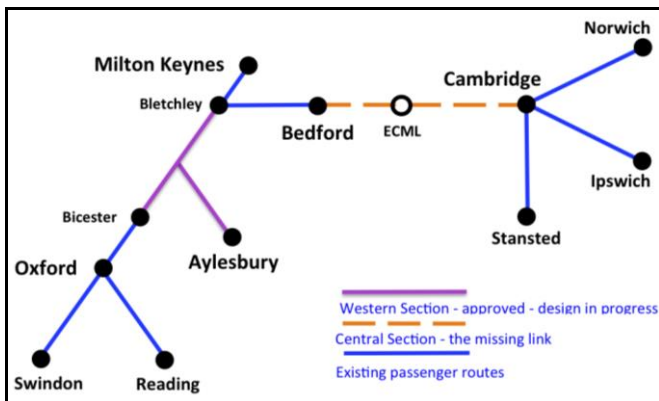 Norwich
Milton Keynes
Cambridge
Bletchley
Bedford
ECML
Ipswich
Bicester
Stansted
Oxford
Aylesbury
Western Section - approved - design in progress
Central Section - the missing link
Existing passenger routes
Swindon
Reading